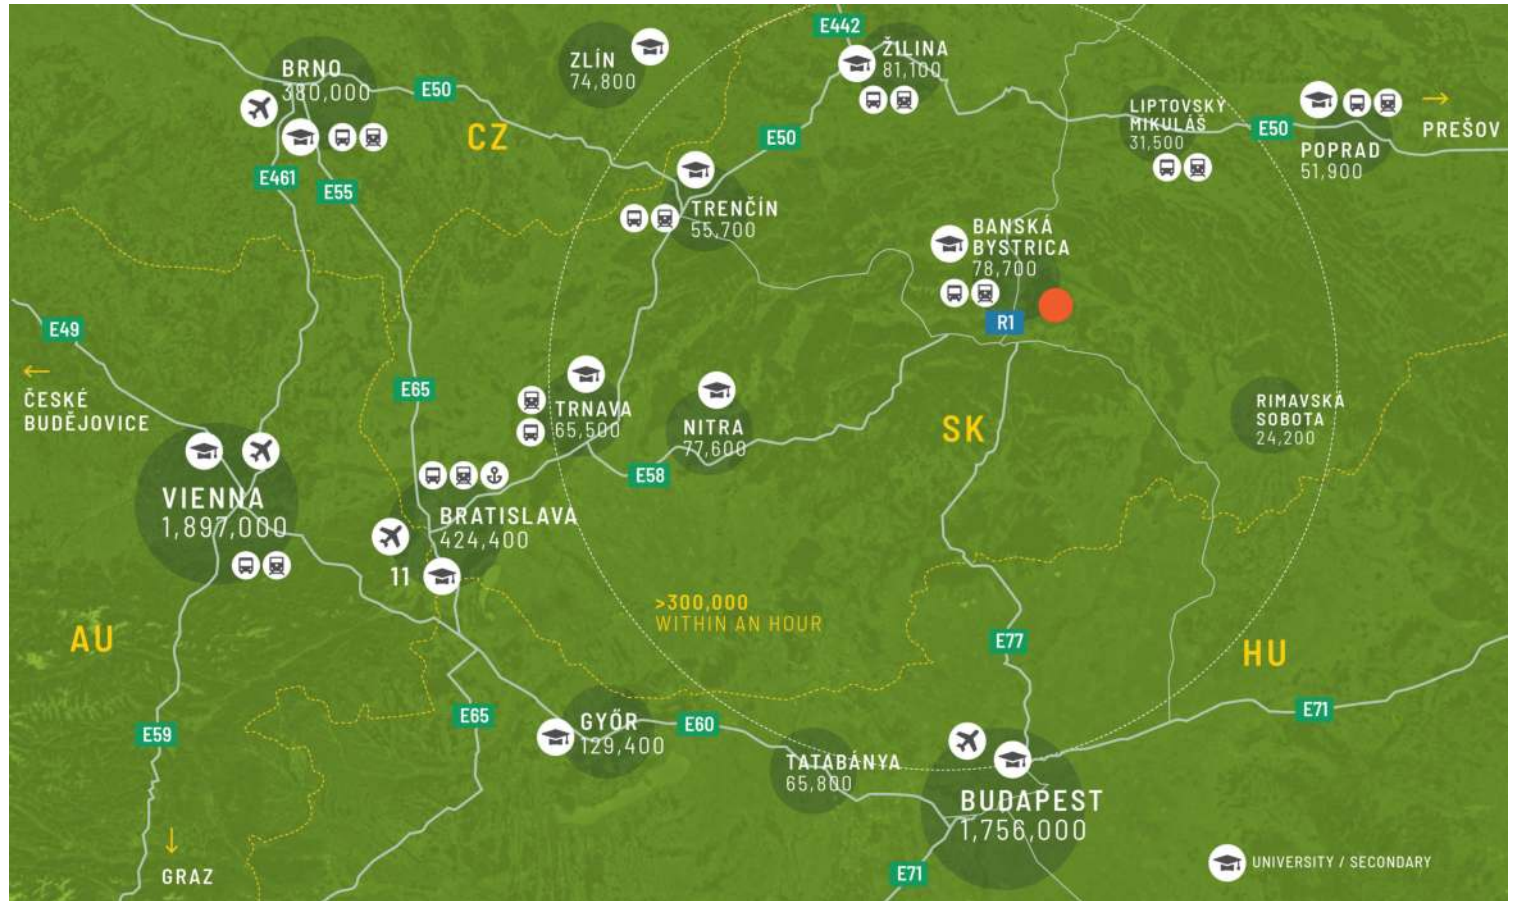 E442
ŽILINA
81,100
ZLÍN
74,800
BRNO
380,000
E50
CZ
E50
LIPTOVSKÝ
MIKULÁŠ
31,500
E50
POPRAD
51,900
→
PREŠOV
E461
E55
TRENČÍN
55,700
BANSKÁ
BYSTRICA
78,700
R1
E49
←
ČESKÉ
BUDĚJOVICE
E65
TRNAVA
65,500
NITRA
77,600
SK
RIMAVSKÁ
SOBOTA
24,200
E58
VIENNA
1,897,000
BRATISLAVA
424,400
11
>300,000
WITHIN AN HOUR
AU
E77
HU
E59
E65
GYŐR
129,400
E60
E71
TATABÁNYA
65,800
BUDAPEST
1,756,000
↓
GRAZ
E71
UNIVERSITY / SECONDARY